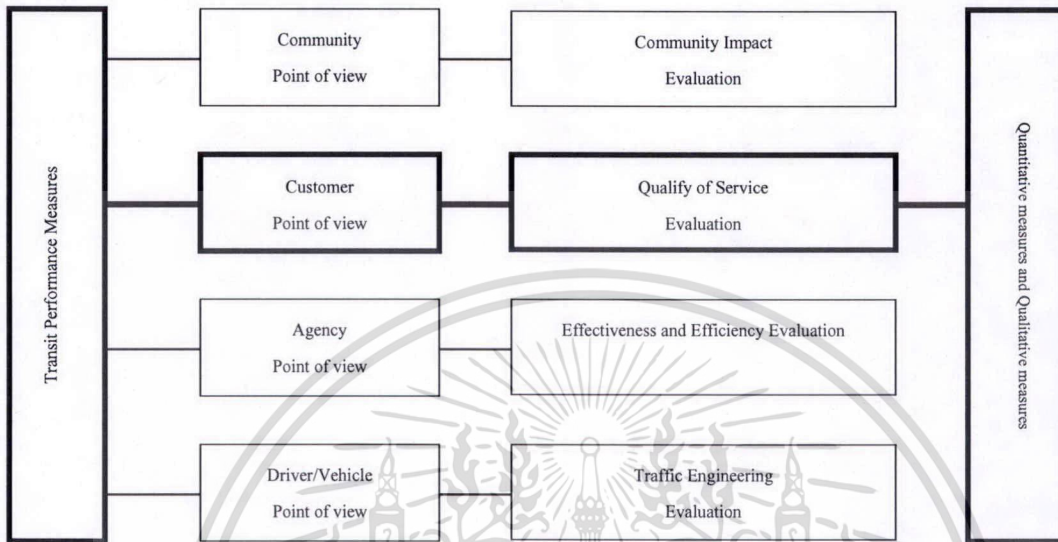 Transit Performance Measures
Community
Point of view
Community Impact
Evaluation
Customer
Point of view
Qualify of Service
Evaluation
Agency
Point of view
Effectiveness and Efficiency Evaluation
Driver/Vehicle
Point of view
Traffic Engineering
Evaluation
Quantitative measures and Qualitative measures